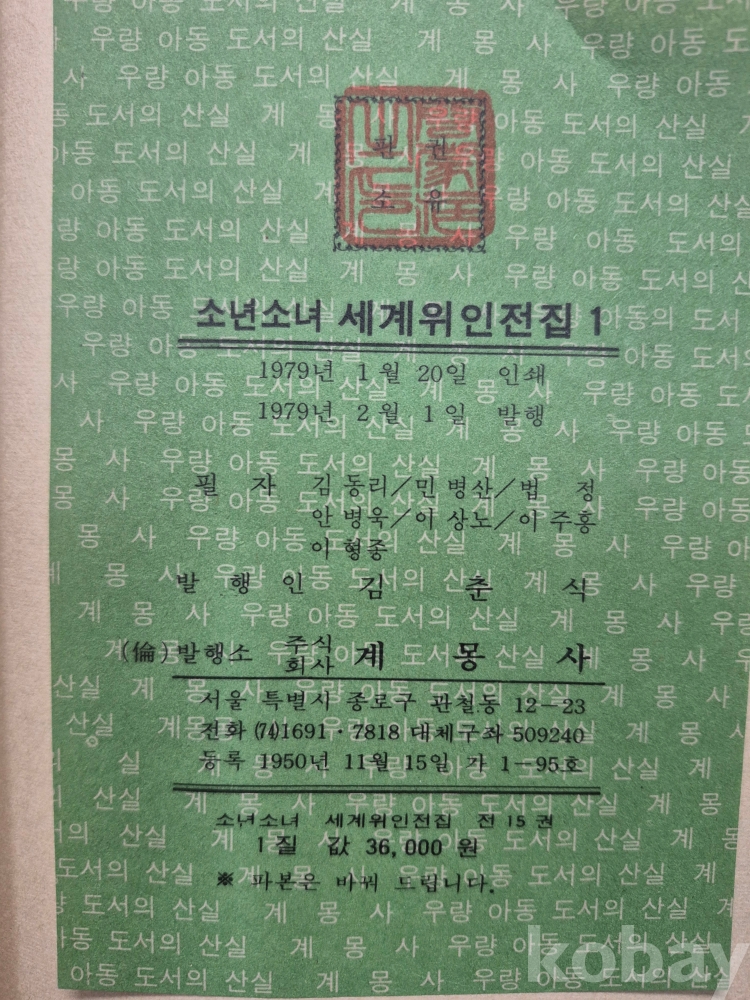 판 권
소 유
소년소녀 세계위인전집 1
1979년 1월 20일 인쇄
1979년 2월 1일 발행
필 자 김동리/민병산/법 정
안병욱/이상노/이주홍
이형종
발 행 인 김 춘 식
(倫) 발행소 주식회사 계 몽 사
서울 특별시 종로구 관철동 12-23
전화 (74)1691·7818 대체구좌 509240
등록 1950년 11월 15일 가 1-95호
소년소녀 세계위인전집 전 15 권
1 질 값 36,000 원
※ 파본은 바꿔 드립니다.
kobay